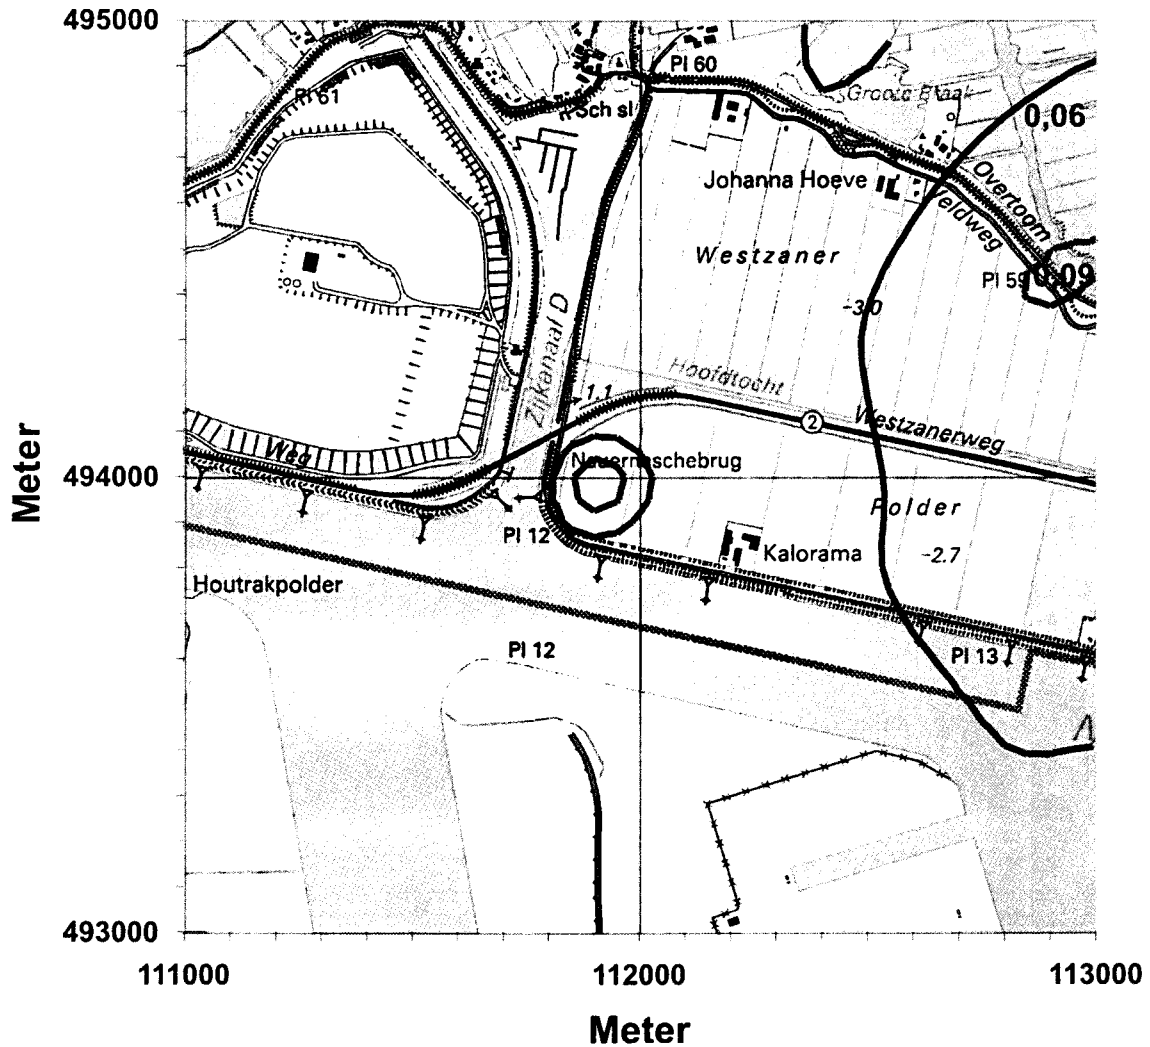 495000
Pl 60
Pl 61
Groote Braak
Sch sl
0,06
Johanna Hoeve
Overtoom
Veldweg
Westzaner
Pl 59
0,09
-3.0
Zijkanaal D
Hoofdtocht
1.1
2
Westzanerweg
Weg
Nauernaschebrug
Meter
494000
Polder
Pl 12
Kalorama
-2.7
Houtrakpolder
Pl 12
Pl 13
493000
111000
112000
113000
Meter